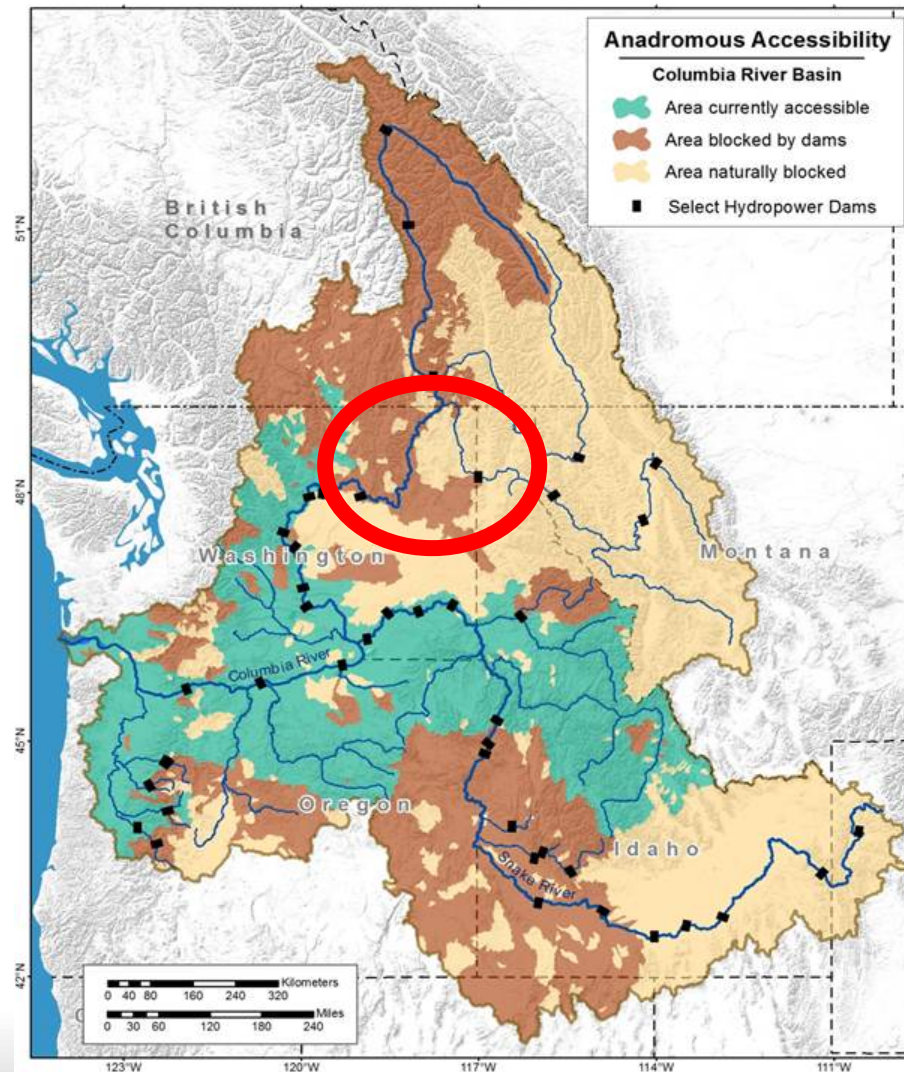 Anadromous Accessibility
Columbia River Basin
Area currently accessible
Area blocked by dams
Area naturally blocked
Select Hydropower Dams
British
Columbia
51°N
48°N
Washington
Montana
Columbia River
45°N
Oregon
Idaho
Snake River
42°N
Kilometers
0 40 80 160 240 320
Miles
0 30 60 120 180 240
123°W 120°W 117°W 114°W 111°W